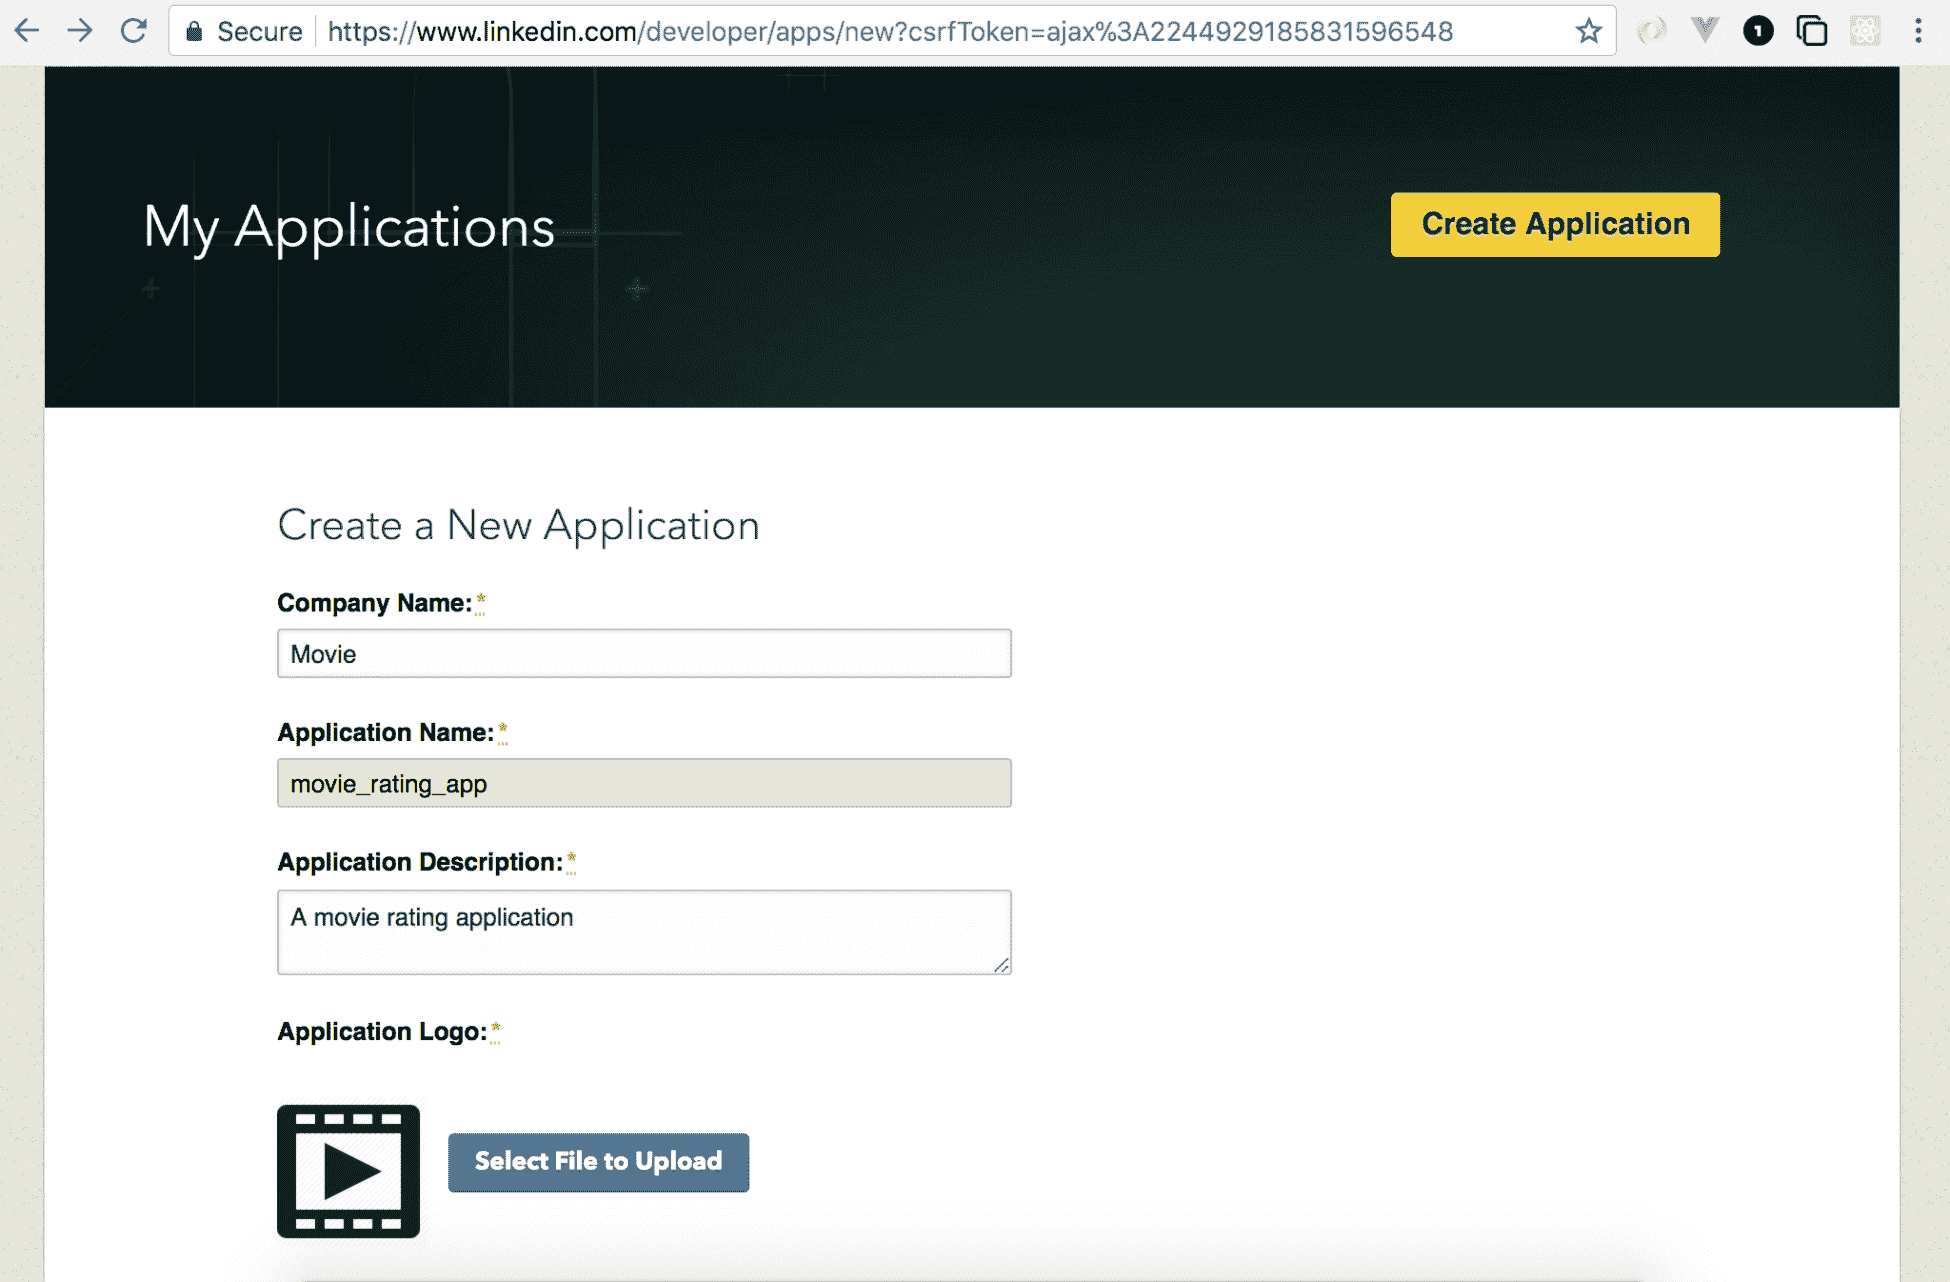 Secure https://www.linkedin.com/developer/apps/new?csrfToken=ajax%3A2244929185831596548
1
My Applications
Create Application
Create a New Application
Company Name:*
Movie
Application Name:*
movie_rating_app
Application Description:*
A movie rating application
Application Logo:*
Select File to Upload